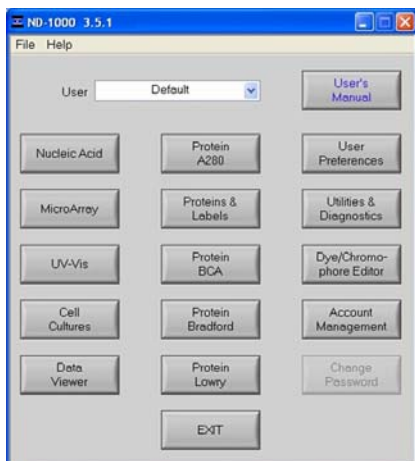 ND-1000 3.5.1
File Help
User Default User's
Manual
Nucleic Acid Protein
A280 User
Preferences
MicroArray Proteins &
Labels Utilities &
Diagnostics
UV-Vis Protein
BCA Dye/Chromo-
phore Editor
Cell
Cultures Protein
Bradford Account
Management
Data
Viewer Protein
Lowry Change
Password
EXIT